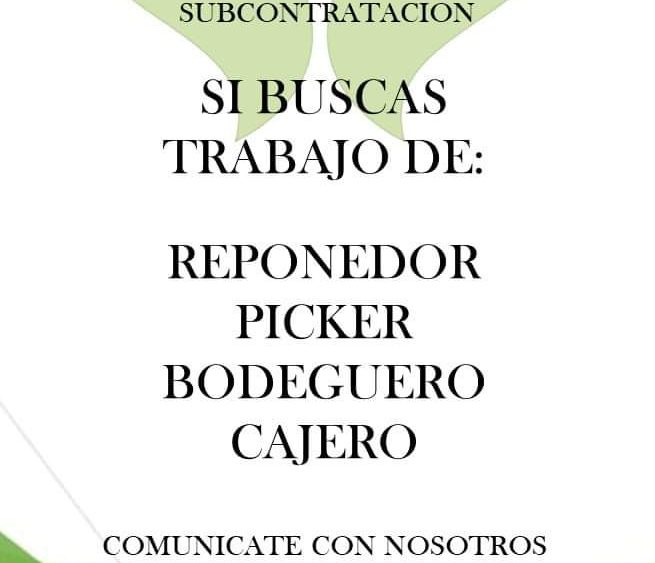 SUBCONTRATACION
SI BUSCAS
TRABAJO DE:
REPONEDOR
PICKER
BODEGUERO
CAJERO
COMUNICATE CON NOSOTROS